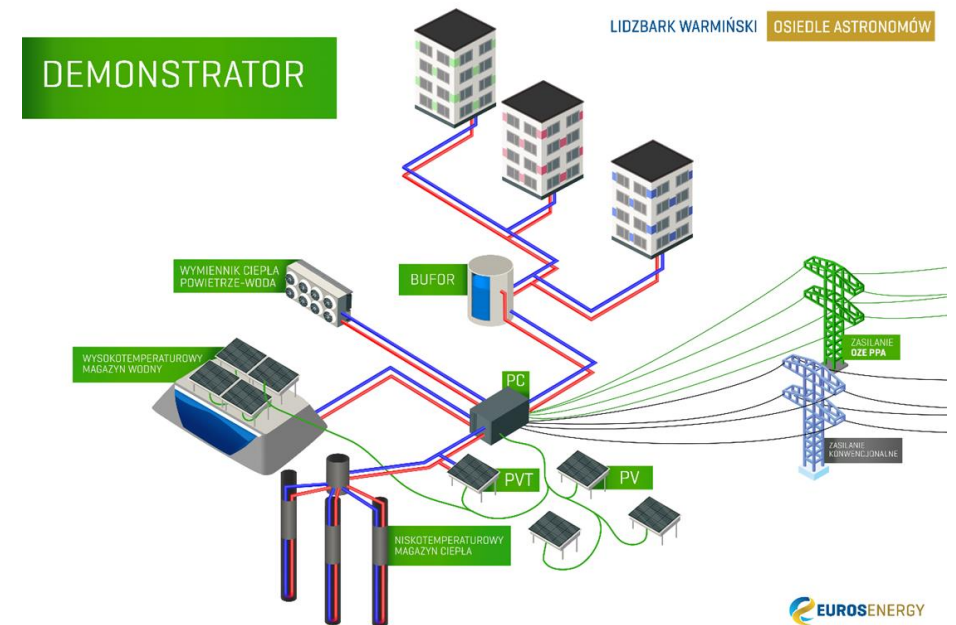 LIDZBARK WARMIŃSKI OSIEDLE ASTRONOMÓW
DEMONSTRATOR
WYMIENNIK CIEPŁA
POWIETRZE-WODA
BUFOR
ZASILANIE
OZE PPA
WYSOKOTEMPERATUROWY
MAGAZYN WODNY
PC
ZASILANIE
KONWENCJONALNE
PVT
PV
NISKOTEMPERATUROWY
MAGAZYN CIEPŁA
EUROSENERGY